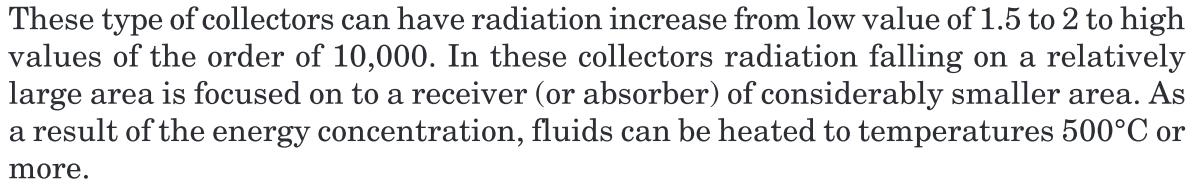 These type of collectors can have radiation increase from low value of 1.5 to 2 to high
values of the order of 10,000. In these collectors radiation falling on a relatively
large area is focused on to a receiver (or absorber) of considerably smaller area. As
a result of the energy concentration, fluids can be heated to temperatures 500°C or
more.